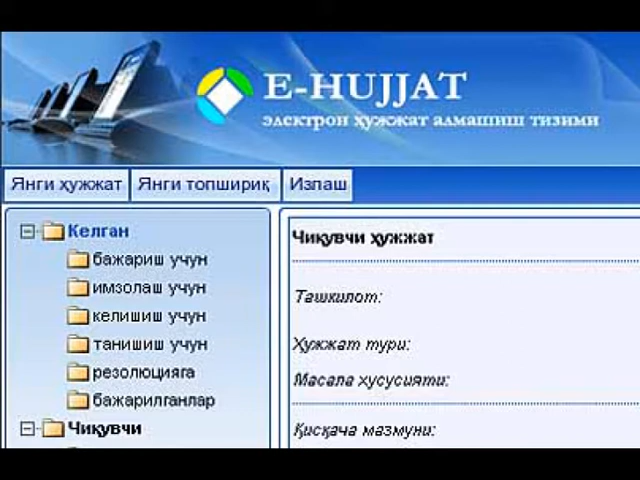 E-HUJJAT
электрон ҳужжат алмашиш тизими
Янги ҳужжат
Янги топшириқ
Излаш
Келган
бажариш учун
имзолаш учун
келишиш учун
танишиш учун
резолюцияга
бажарилганлар
Чиқувчи
Чиқувчи ҳужжат
Ташкилот:
Ҳужжат тури:
Масала хусусияти:
Қисқача мазмуни: